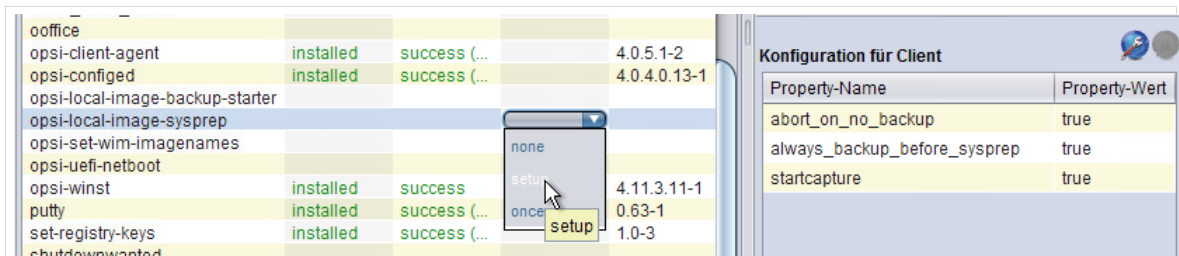 ooffice
opsi-client-agent installed success (... 4.0.5.1-2
opsi-configed installed success (... 4.0.4.0.13-1
opsi-local-image-backup-starter
opsi-local-image-sysprep
opsi-set-wim-imagenames
opsi-uefi-netboot
opsi-winst installed success 4.11.3.11-1
putty installed success (... 0.63-1
set-registry-keys installed success (... 1.0-3
shutdownwanted
none
setup
once
setup
Konfiguration für Client
Property-Name Property-Wert
abort_on_no_backup true
always_backup_before_sysprep true
startcapture true